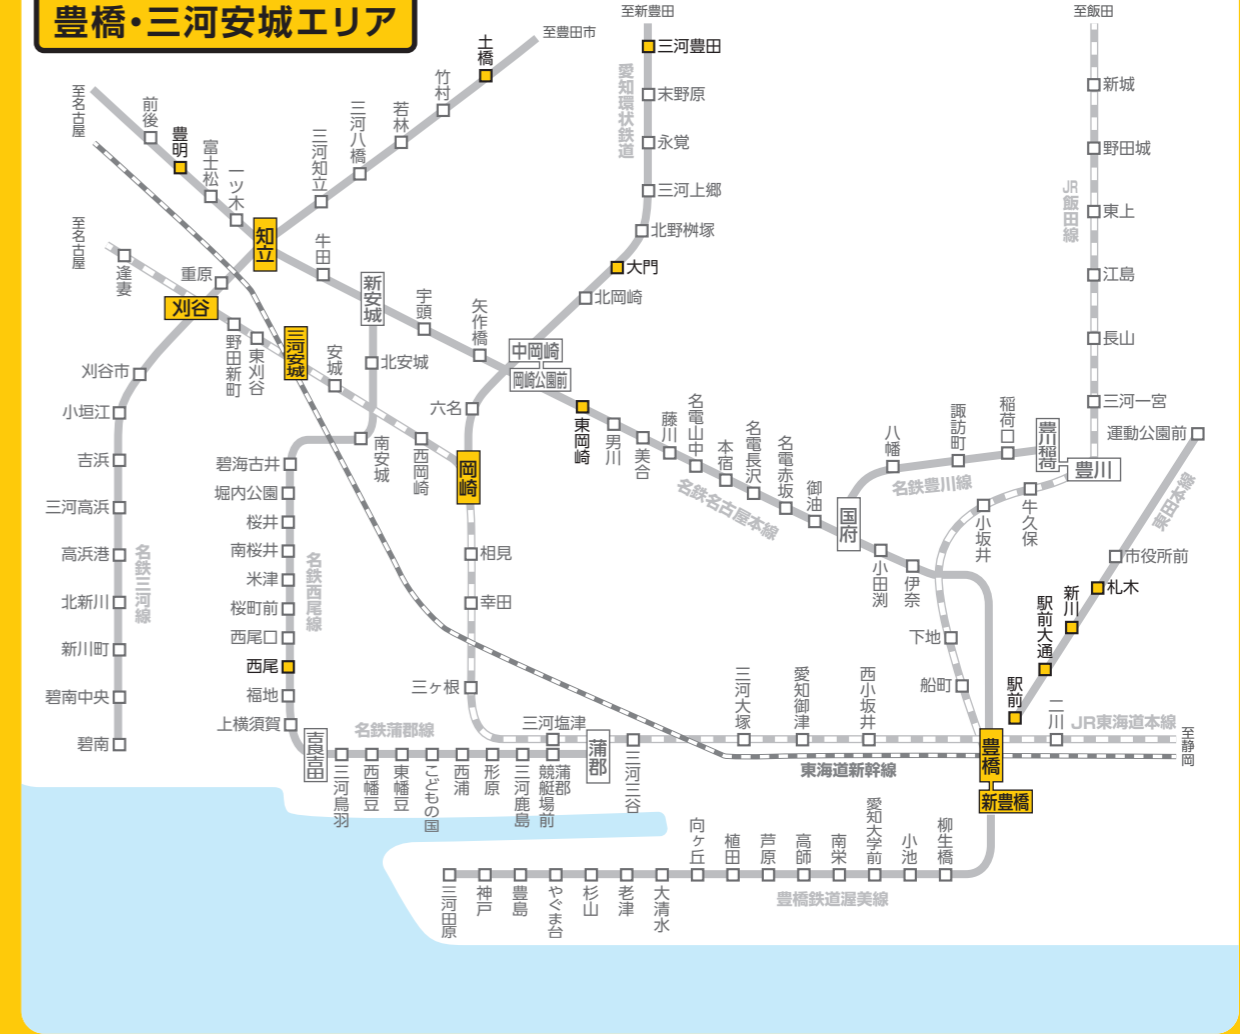 豊橋・三河安城エリア
至名古屋
前後
豊明
富士松
一ツ木
知立
三河知立
三河八橋
若林
竹村
土橋
至豊田市
至新豊田
三河豊田
愛知環状鉄道
末野原
永覚
三河上郷
北野桝塚
大門
北岡崎
中岡崎
岡崎公園前
六名
至飯田
新城
野田城
東上
JR飯田線
江島
長山
三河一宮
至名古屋
逢妻
重原
刈谷
野田新町
東刈谷
三河安城
安城
西岡崎
岡崎
牛田
新安城
宇頭
矢作橋
東岡崎
男川
美合
藤川
名電山中
本宿
名電長沢
名電赤坂
御油
国府
小田渕
伊奈
名鉄名古屋本線
八幡
諏訪町
稲荷口
豊川稲荷
名鉄豊川線
豊川
牛久保
小坂井
下地
船町
運動公園前
東田本線
市役所前
札木
新川
駅前大通
駅前
刈谷市
小垣江
吉浜
三河高浜
高浜港
名鉄三河線
北新川
新川町
碧南中央
碧南
北安城
南安城
碧海古井
堀内公園
桜井
南桜井
米津
名鉄西尾線
桜町前
西尾口
西尾
福地
上横須賀
吉良吉田
名鉄蒲郡線
三河鳥羽
西幡豆
東幡豆
こどもの国
西浦
形原
三河鹿島
蒲郡競艇場前
蒲郡
相見
幸田
三ヶ根
三河塩津
三河三谷
三河大塚
愛知御津
西小坂井
豊橋
二川
JR東海道本線
至静岡
東海道新幹線
新豊橋
柳生橋
小池
愛知大学前
南栄
高師
芦原
植田
向ヶ丘
大清水
老津
杉山
やぐま台
豊島
神戸
三河田原
豊橋鉄道渥美線